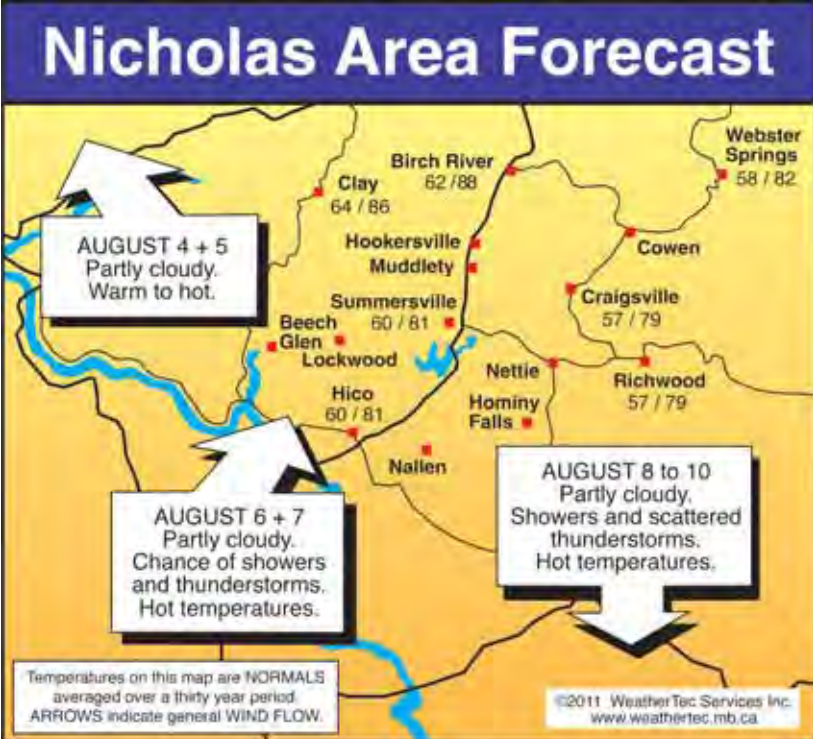 Nicholas Area Forecast
Webster
Springs
58 / 82
Birch River
62 / 88
Clay
64 / 86
AUGUST 4 + 5
Partly cloudy.
Warm to hot.
Hookersville
Muddlety
Cowen
Summersville
60 / 81
Craigsville
57 / 79
Beech
Glen
Lockwood
Nettie
Richwood
57 / 79
Hico
60 / 81
Hominy
Falls
Nallen
AUGUST 6 + 7
Partly cloudy.
Chance of showers
and thunderstorms.
Hot temperatures.
AUGUST 8 to 10
Partly cloudy.
Showers and scattered
thunderstorms.
Hot temperatures.
Temperatures on this map are NORMALS
averaged over a thirty year period.
ARROWS indicate general WIND FLOW.
©2011 WeatherTec Services Inc.
www.weathertec.mb.ca